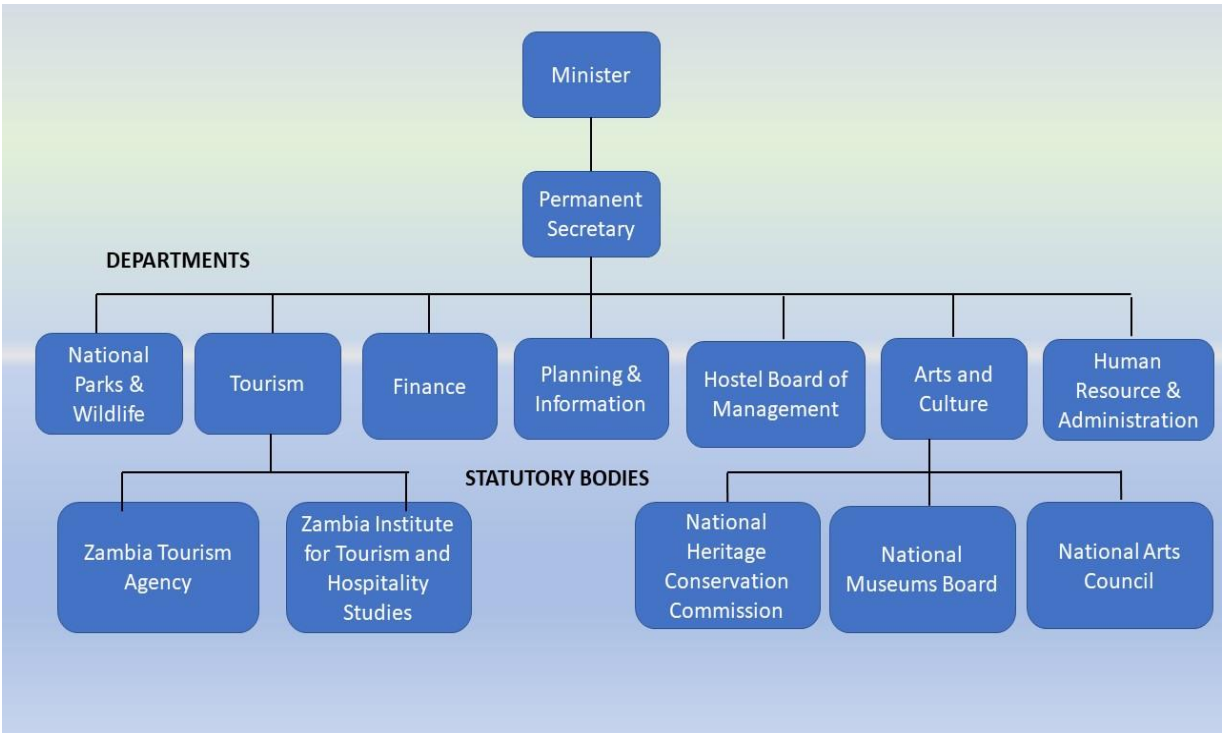 Minister
Permanent
Secretary
DEPARTMENTS
National
Parks &
Wildlife
Tourism
Finance
Planning &
Information
Hostel Board of
Management
Arts and
Culture
Human
Resource &
Administration
STATUTORY BODIES
Zambia Tourism
Agency
Zambia Institute
for Tourism and
Hospitality
Studies
National
Heritage
Conservation
Commission
National
Museums Board
National Arts
Council